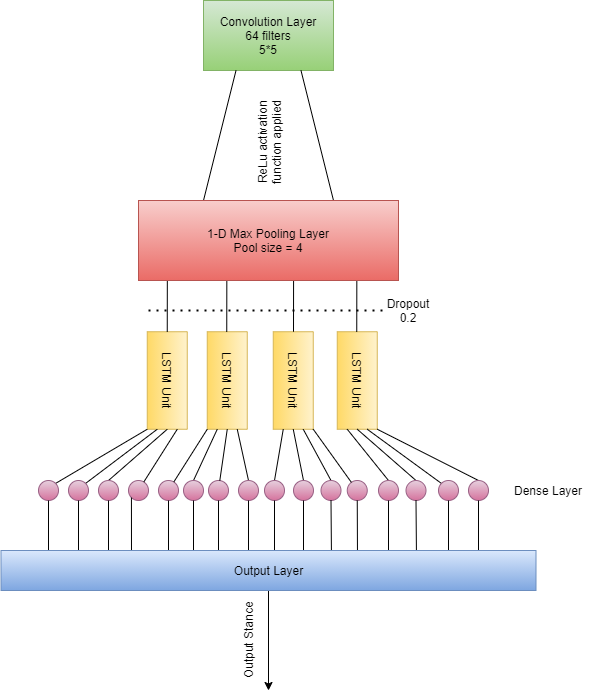 Convolution Layer
64 filters
5*5
ReLu activation
function applied
1-D Max Pooling Layer
Pool size = 4
Dropout
0.2
LSTM Unit
LSTM Unit
LSTM Unit
LSTM Unit
Dense Layer
Output Layer
Output Stance